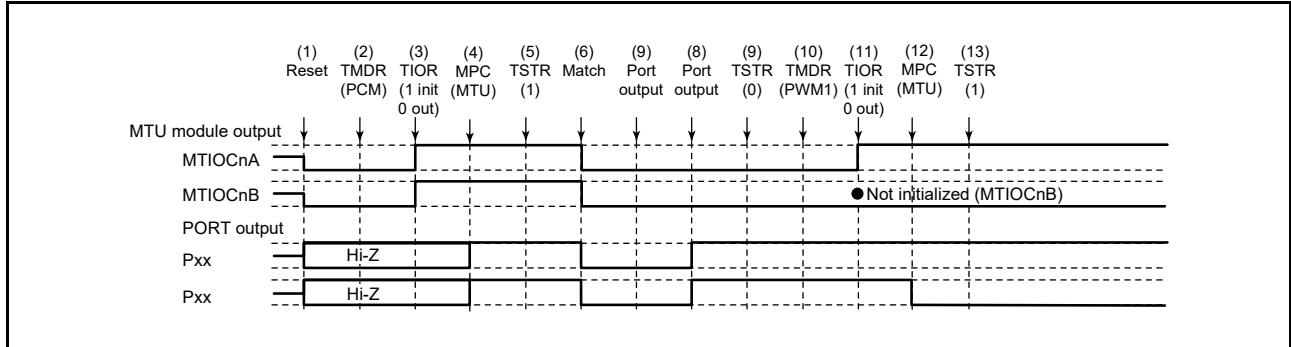 (1) (2) (3) (4) (5) (6) (9) (8) (9) (10) (11) (12) (13)
Reset TMDR TIOR MPC TSTR Match Port Port TSTR TMDR TIOR MPC TSTR
(PCM) (1 init (MTU) (1) output output (0) (PWM1) (1 init (MTU) (1)
0 out) 0 out)
MTU module output
MTIOCnA
MTIOCnB Not initialized (MTIOCnB)
PORT output
Pxx Hi-Z
Pxx Hi-Z